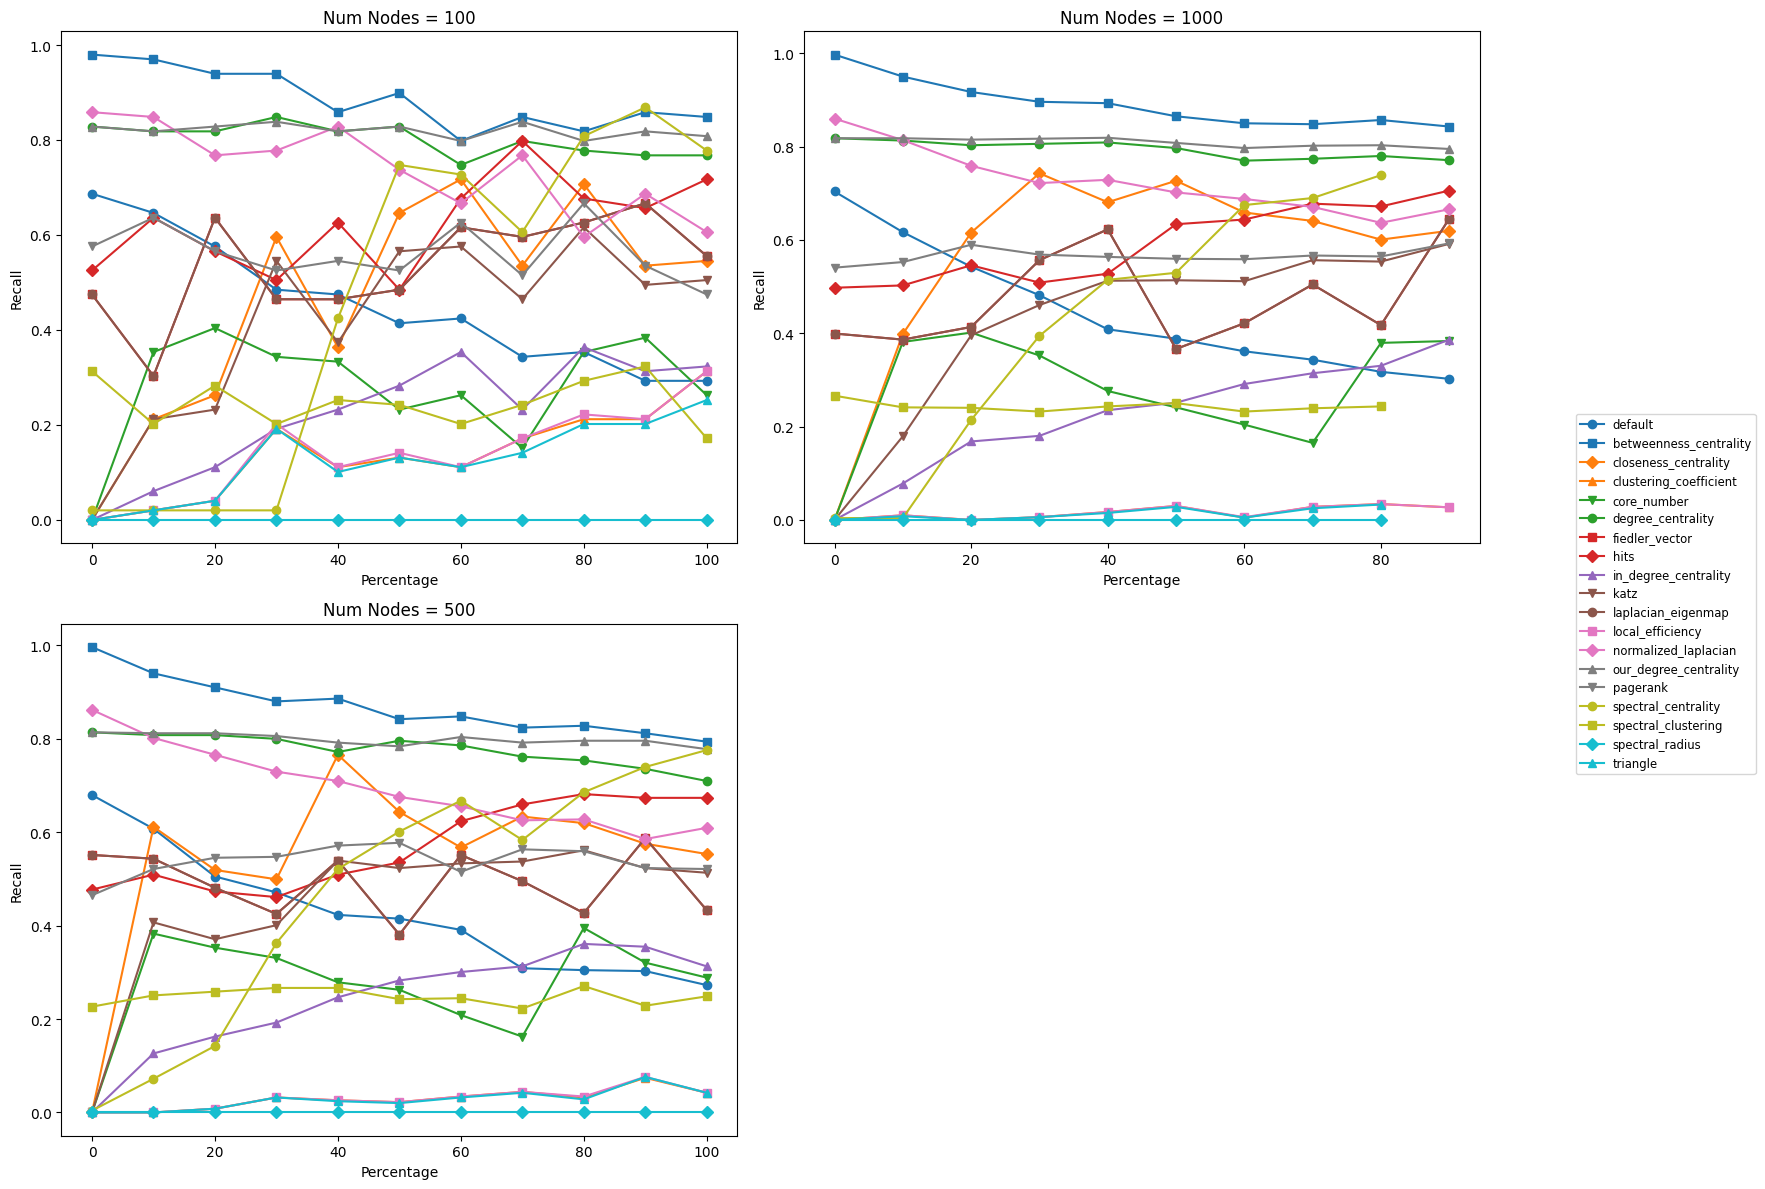 Num Nodes = 100
1.0
0.8
0.6
0.4
0.2
0.0
Recall
0 20 40 60 80 100
Percentage
Num Nodes = 1000
1.0
0.8
0.6
0.4
0.2
0.0
Recall
0 20 40 60 80
Percentage
Num Nodes = 500
1.0
0.8
0.6
0.4
0.2
0.0
Recall
0 20 40 60 80 100
Percentage
default
betweenness_centrality
closeness_centrality
clustering_coefficient
core_number
degree_centrality
fiedler_vector
hits
in_degree_centrality
katz
laplacian_eigenmap
local_efficiency
normalized_laplacian
our_degree_centrality
pagerank
spectral_centrality
spectral_clustering
spectral_radius
triangle